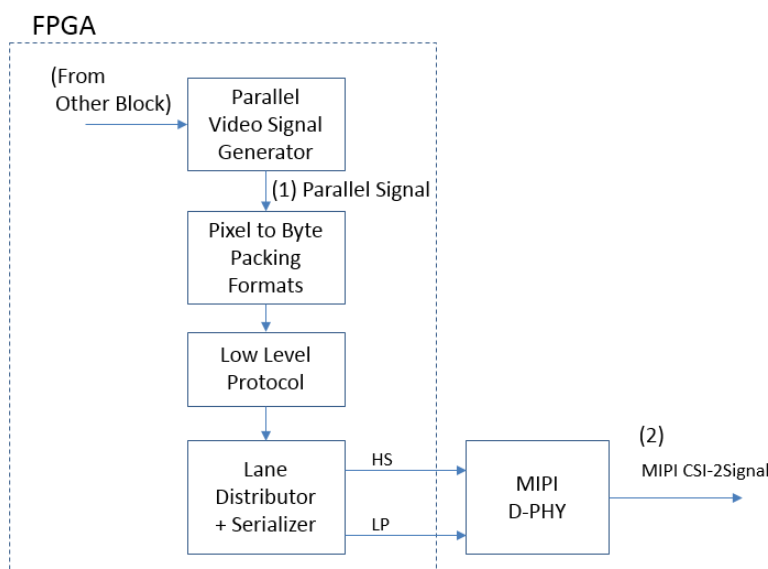 FPGA
(From
Other Block)
Parallel
Video Signal
Generator
(1) Parallel Signal
Pixel to Byte
Packing
Formats
Low Level
Protocol
Lane
Distributor
+ Serializer
HS
LP
MIPI
D-PHY
(2)
MIPI CSI-2Signal